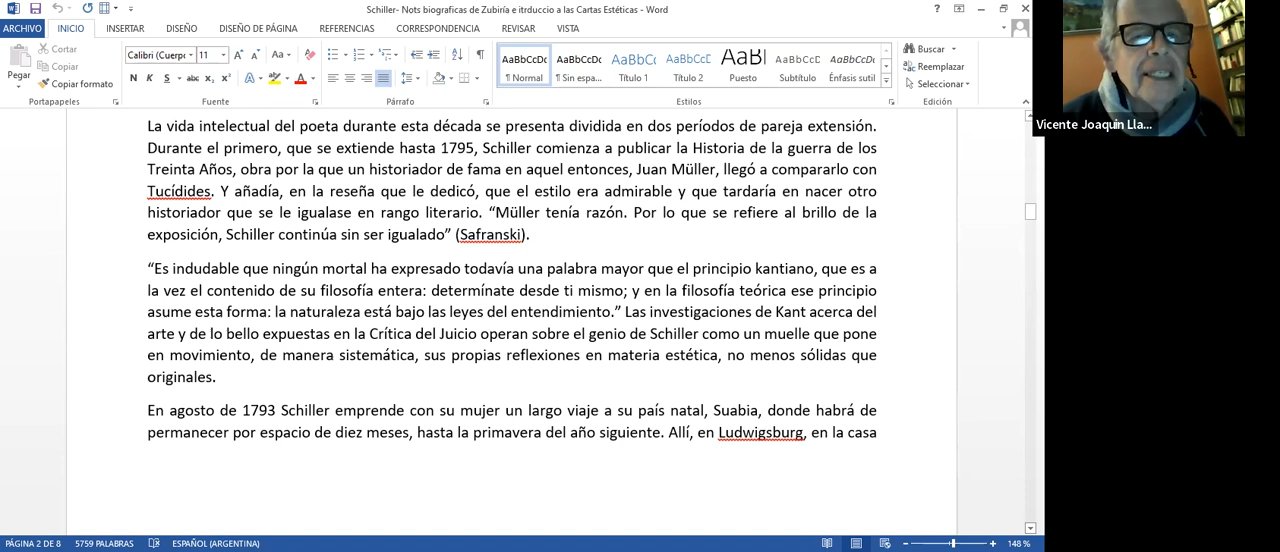 Schiller- Nots biograficas de Zubiría e itrduccio a las Cartas Estéticas - Word
ARCHIVO INICIO INSERTAR DISEÑO DISEÑO DE PÁGINA REFERENCIAS CORRESPONDENCIA REVISAR VISTA
Pegar
Cortar
Copiar
Copiar formato
Portapapeles
Calibri (Cuerpo 11
Fuente
Párrafo
AaBbCcDc AaBbCcDc AaBbCc AaBbCcC AaBl AaBbCcD AaBbCcDc
¶ Normal ¶ Sin espa... Título 1 Título 2 Puesto Subtítulo Énfasis sutil
Estilos
Buscar
Reemplazar
Seleccionar
Edición
Vicente Joaquin Lla...
La vida intelectual del poeta durante esta década se presenta dividida en dos períodos de pareja extensión.
Durante el primero, que se extiende hasta 1795, Schiller comienza a publicar la Historia de la guerra de los
Treinta Años, obra por la que un historiador de fama en aquel entonces, Juan Müller, llegó a compararlo con
Tucídides. Y añadía, en la reseña que le dedicó, que el estilo era admirable y que tardaría en nacer otro
historiador que se le igualase en rango literario. “Müller tenía razón. Por lo que se refiere al brillo de la
exposición, Schiller continúa sin ser igualado” (Safranski).
“Es indudable que ningún mortal ha expresado todavía una palabra mayor que el principio kantiano, que es a
la vez el contenido de su filosofía entera: determínate desde ti mismo; y en la filosofía teórica ese principio
asume esta forma: la naturaleza está bajo las leyes del entendimiento.” Las investigaciones de Kant acerca del
arte y de lo bello expuestas en la Crítica del Juicio operan sobre el genio de Schiller como un muelle que pone
en movimiento, de manera sistemática, sus propias reflexiones en materia estética, no menos sólidas que
originales.
En agosto de 1793 Schiller emprende con su mujer un largo viaje a su país natal, Suabia, donde habrá de
permanecer por espacio de diez meses, hasta la primavera del año siguiente. Allí, en Ludwigsburg, en la casa
PÁGINA 2 DE 8 5759 PALABRAS ESPAÑOL (ARGENTINA) 148 %